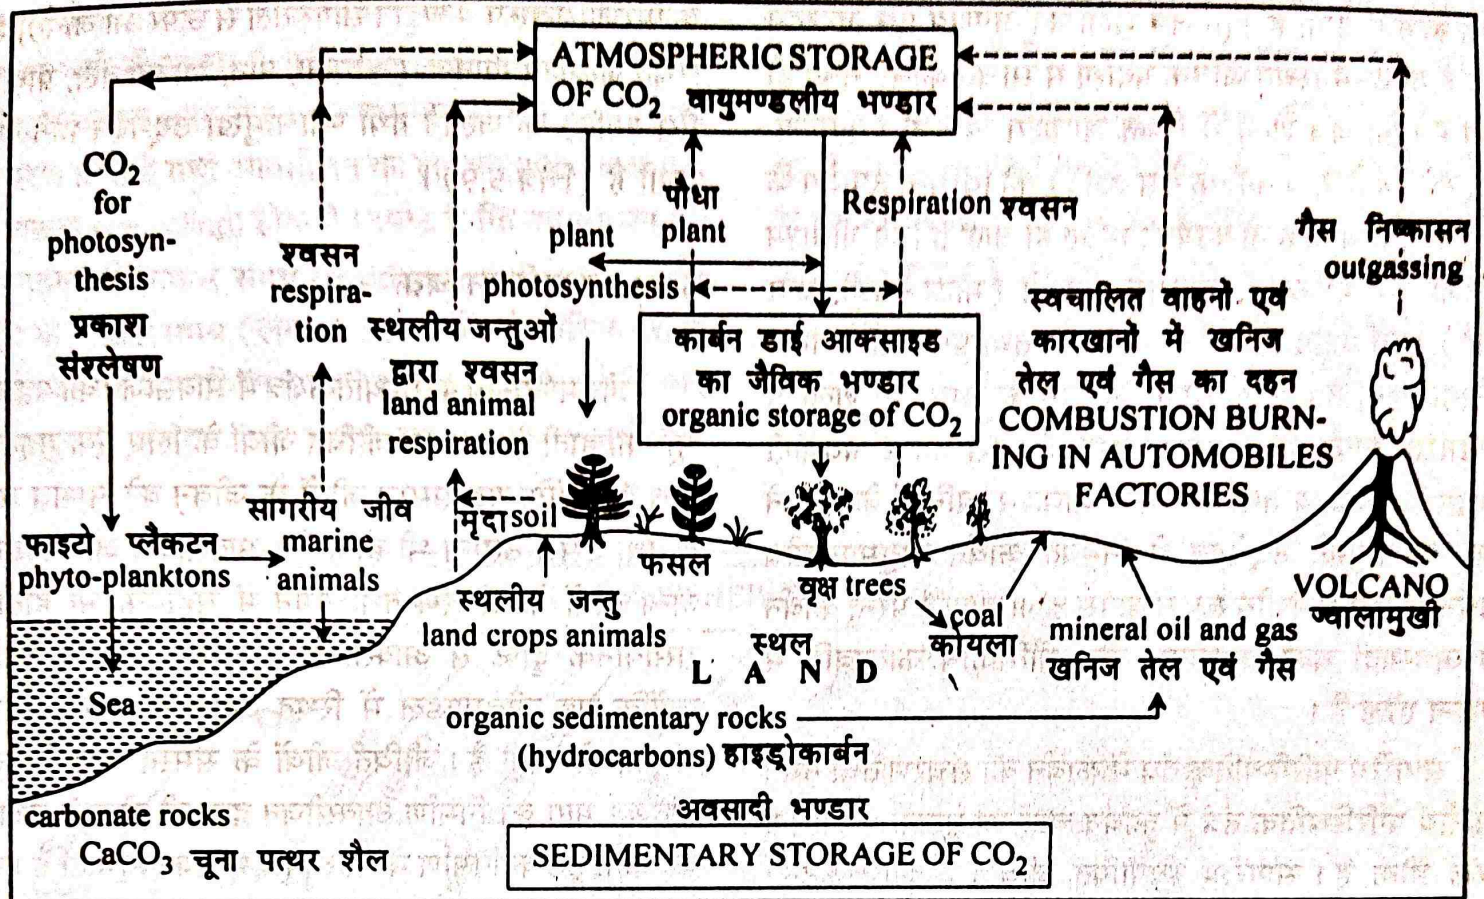 ATMOSPHERIC STORAGE
OF CO₂ वायुमण्डलीय भण्डार
CO₂
for
photosyn-
thesis
प्रकाश
संश्लेषण
श्वसन
respira-
tion
स्थलीय जन्तुओं
द्वारा श्वसन
land animal
respiration
plant
पौधा
plant
photosynthesis
Respiration श्वसन
गैस निष्कासन
outgassing
कार्बन डाई आक्साइड
का जैविक भण्डार
organic storage of CO₂
स्वचालित वाहनों एवं
कारखानों में खनिज
तेल एवं गैस का दहन
COMBUSTION BURN-
ING IN AUTOMOBILES
FACTORIES
फाइटो प्लैकटन
phyto-planktons
सागरीय जीव
marine
animals
मृदा soil
स्थलीय जन्तु
land crops animals
फसल
वृक्ष trees
coal
कोयला
mineral oil and gas
खनिज तेल एवं गैस
VOLCANO
ज्वालामुखी
स्थल
L A N D
Sea
organic sedimentary rocks
(hydrocarbons) हाइड्रोकार्बन
carbonate rocks
CaCO₃ चूना पत्थर शैल
अवसादी भण्डार
SEDIMENTARY STORAGE OF CO₂